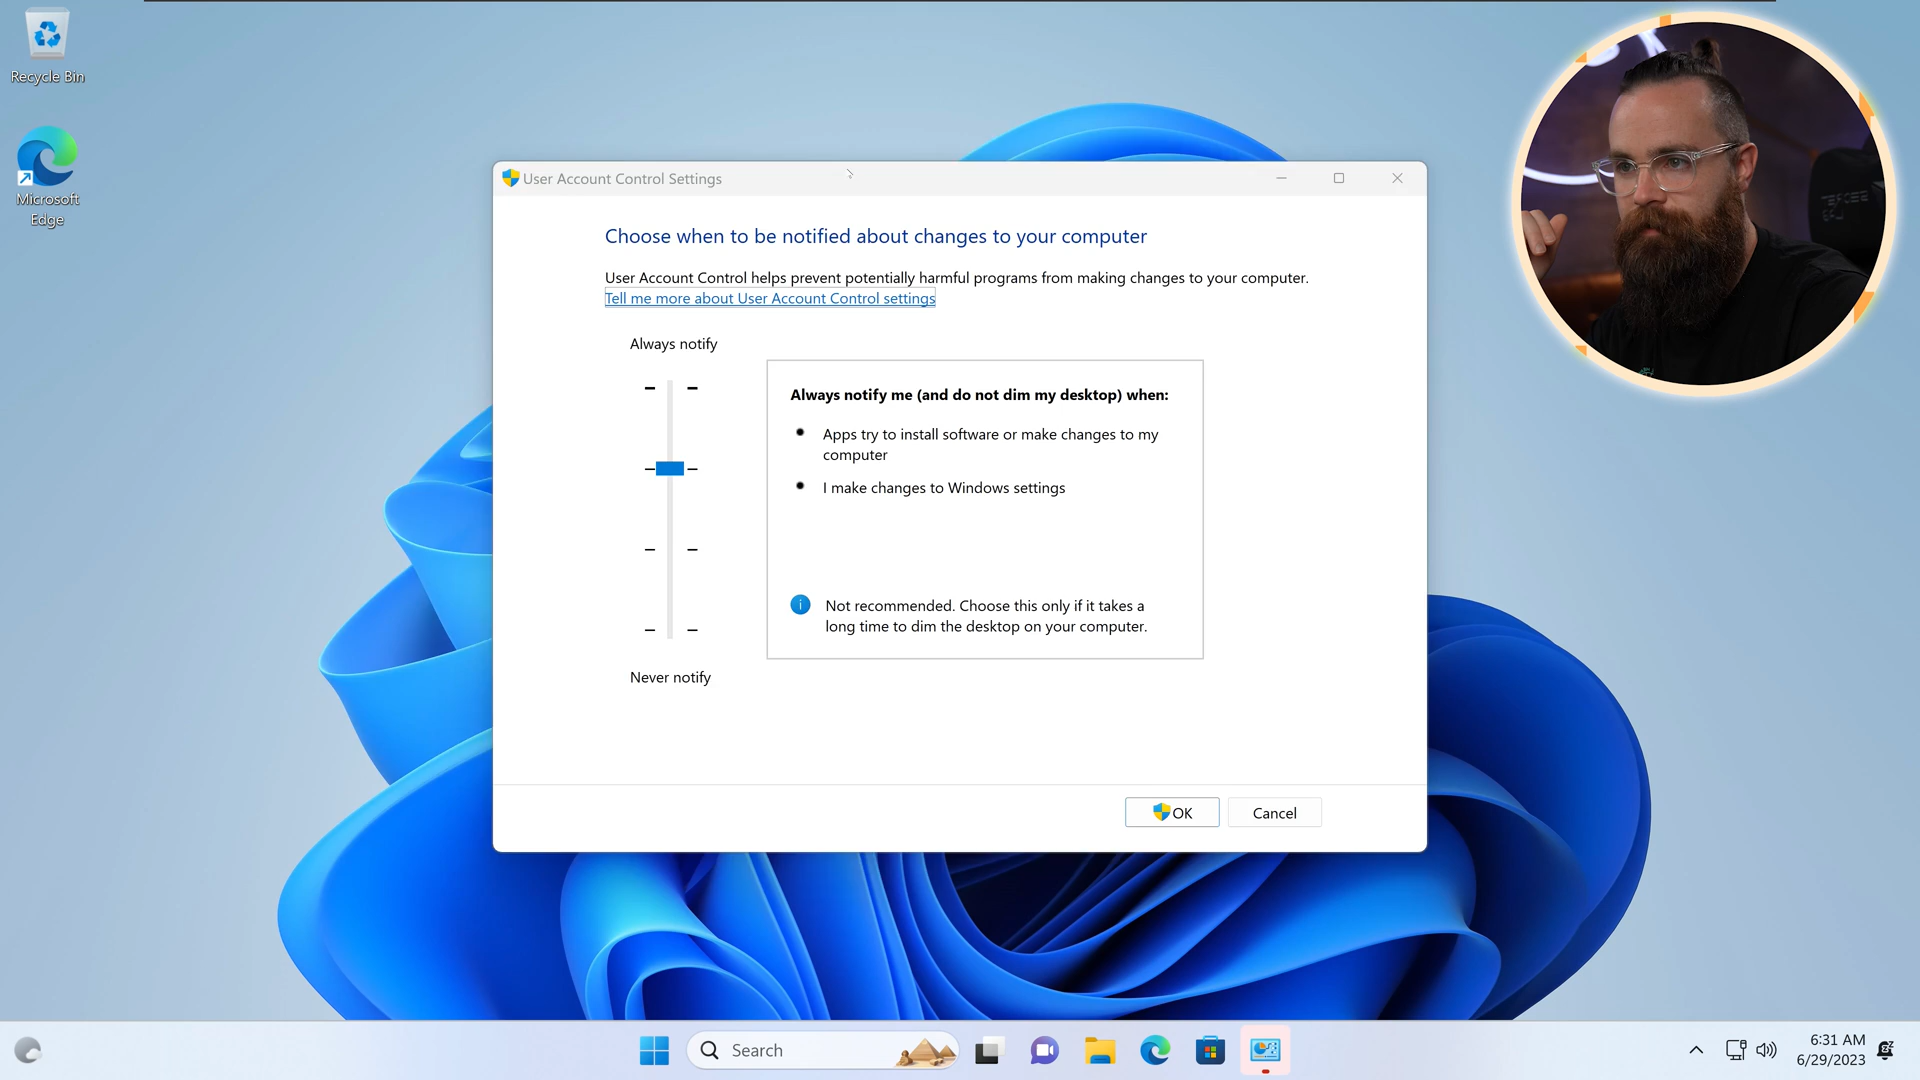 Recycle Bin
Microsoft
Edge
User Account Control Settings
Choose when to be notified about changes to your computer
User Account Control helps prevent potentially harmful programs from making changes to your computer.
Tell me more about User Account Control settings
Always notify
Always notify me (and do not dim my desktop) when:
Apps try to install software or make changes to my
computer
I make changes to Windows settings
Not recommended. Choose this only if it takes a
long time to dim the desktop on your computer.
Never notify
OK
Cancel
Search
6:31 AM
6/29/2023